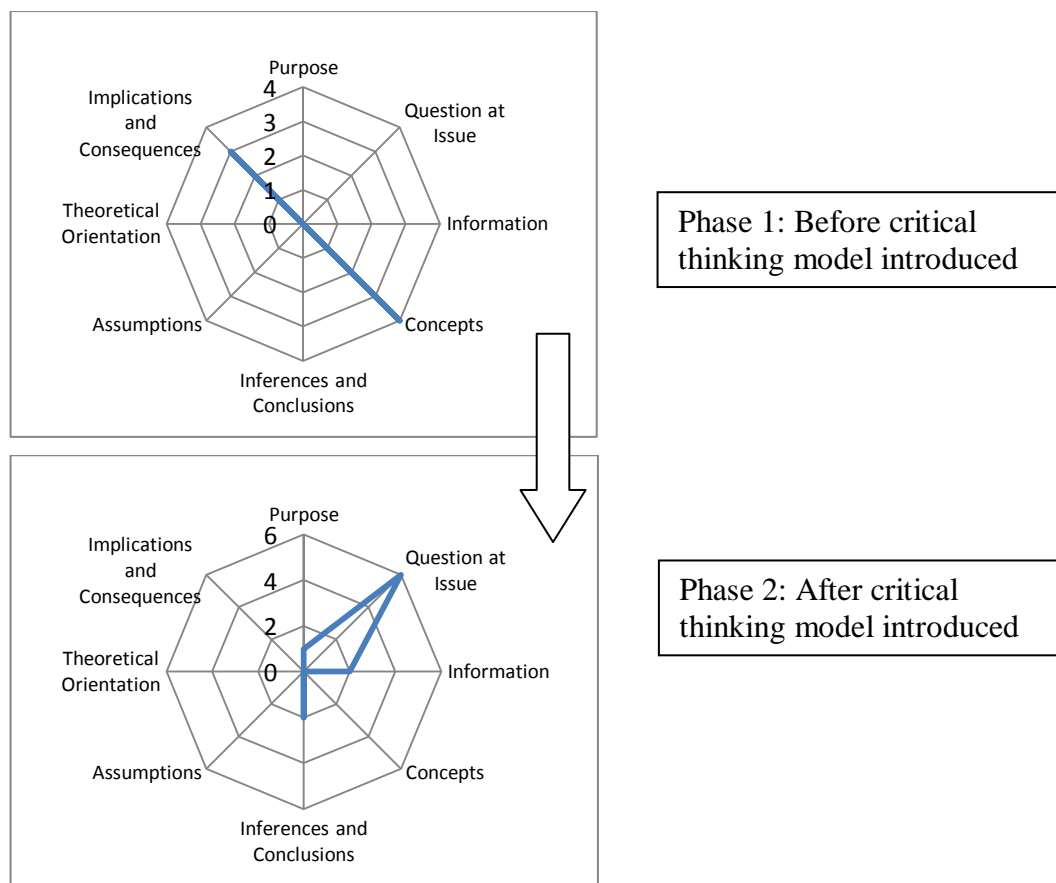 Purpose
4
3
2
1
0
Question at
Issue
Information
Concepts
Inferences and
Conclusions
Assumptions
Theoretical
Orientation
Implications
and
Consequences
Phase 1: Before critical
thinking model introduced
Purpose
6
4
2
0
Question at
Issue
Information
Concepts
Inferences and
Conclusions
Assumptions
Theoretical
Orientation
Implications
and
Consequences
Phase 2: After critical
thinking model introduced